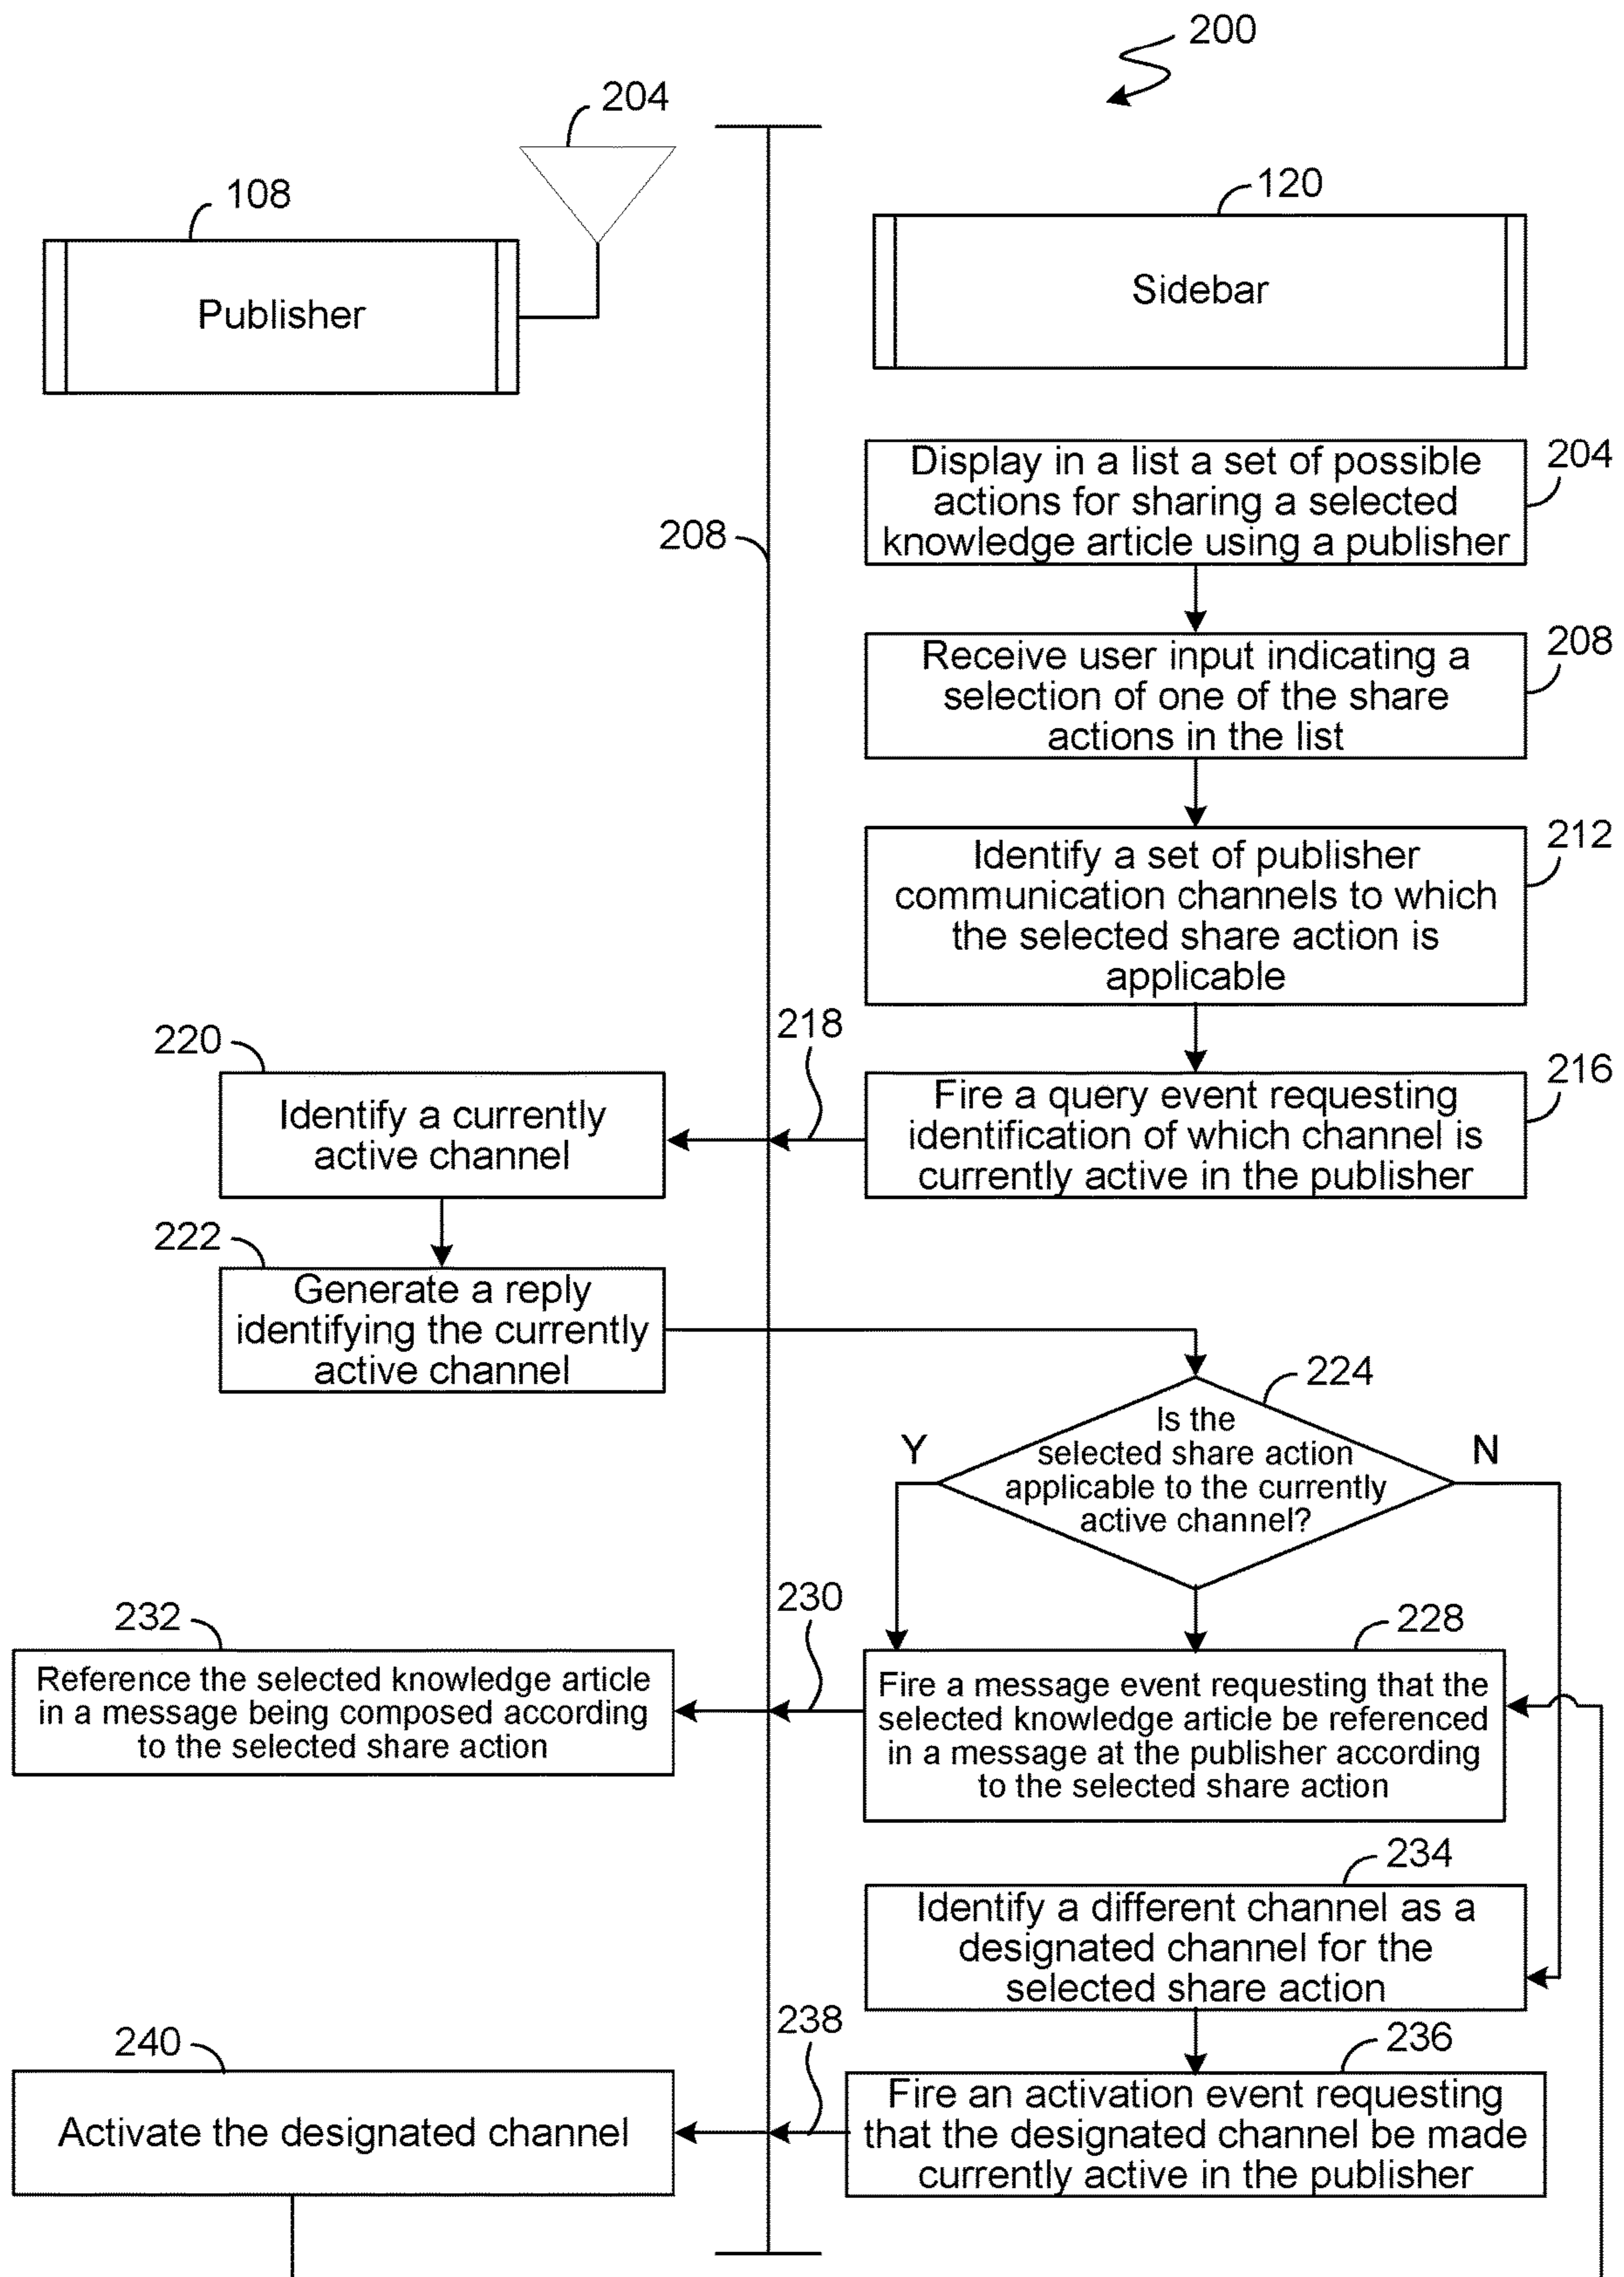 200
204
108
Publisher
120
Sidebar
Display in a list a set of possible
actions for sharing a selected
knowledge article using a publisher
204
208
Receive user input indicating a
selection of one of the share
actions in the list
208
Identify a set of publisher
communication channels to which
the selected share action is
applicable
212
218
220
Identify a currently
active channel
Fire a query event requesting
identification of which channel is
currently active in the publisher
216
222
Generate a reply
identifying the currently
active channel
224
Is the
selected share action
applicable to the currently
active channel?
Y
N
230
232
Reference the selected knowledge article
in a message being composed according
to the selected share action
228
Fire a message event requesting that the
selected knowledge article be referenced
in a message at the publisher according
to the selected share action
234
Identify a different channel as a
designated channel for the
selected share action
238
240
Activate the designated channel
236
Fire an activation event requesting
that the designated channel be made
currently active in the publisher